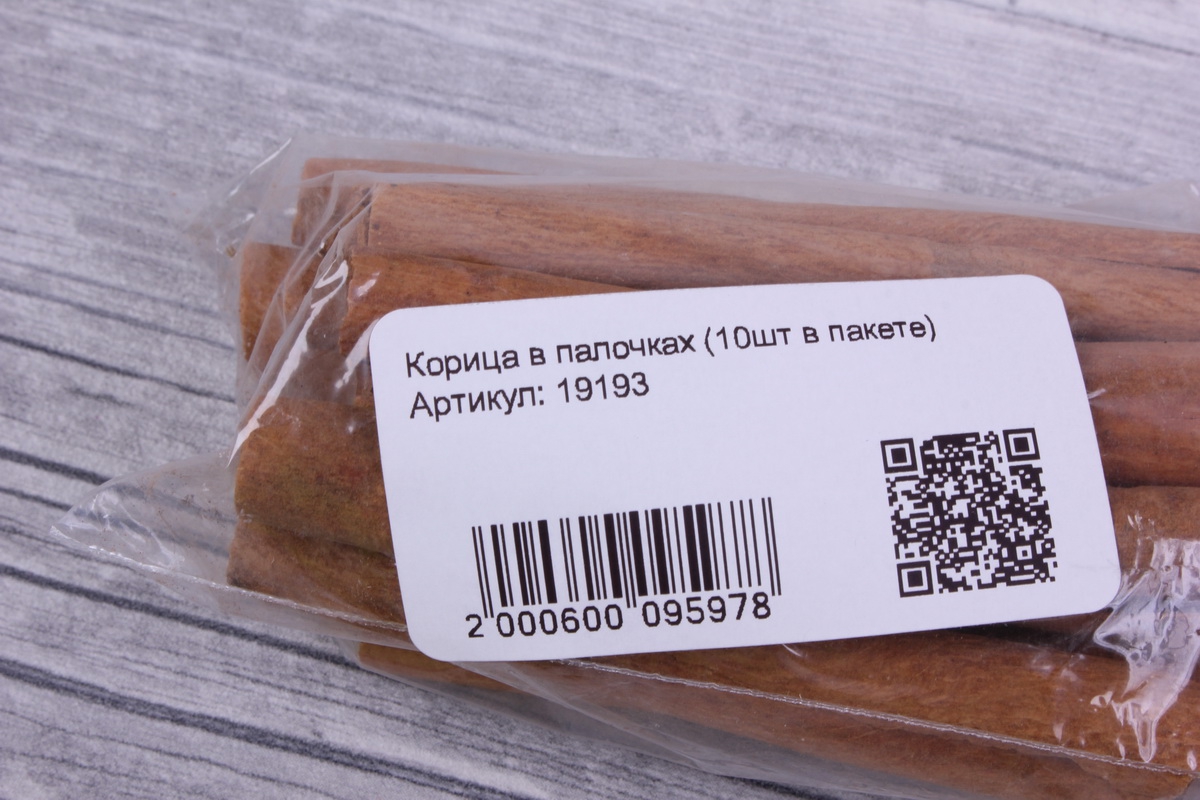 Корица в палочках (10шт в пакете)
Артикул: 19193
2 000600 095978